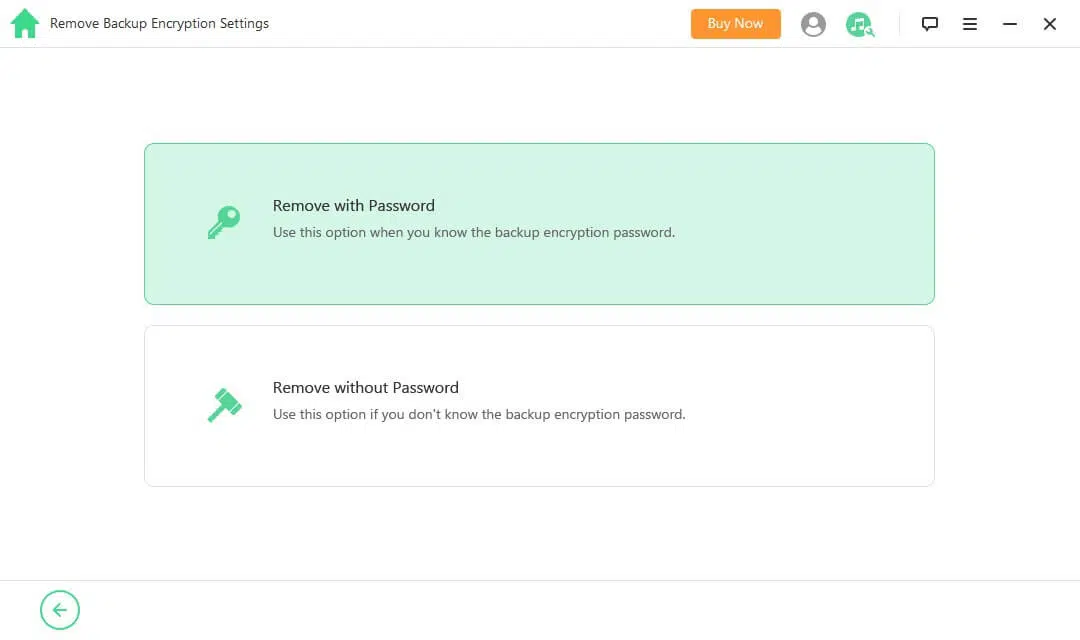 Remove Backup Encryption Settings
Buy Now
Remove with Password
Use this option when you know the backup encryption password.
Remove without Password
Use this option if you don't know the backup encryption password.